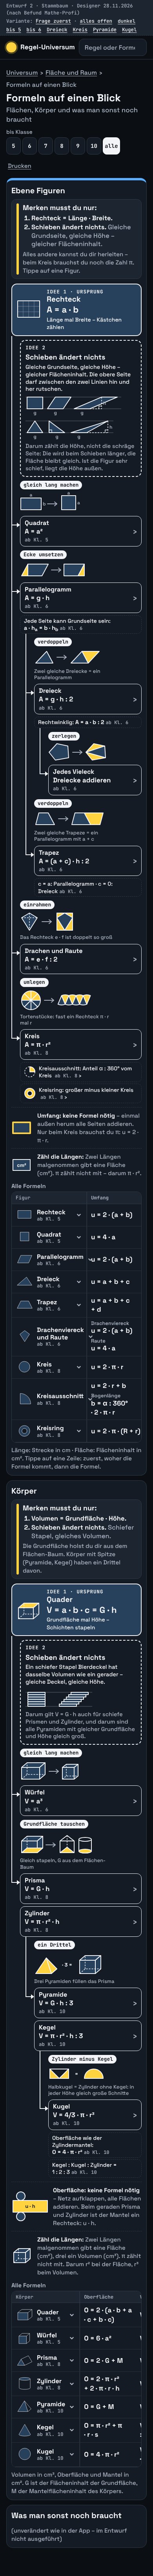 Entwurf 2 · Stammbaum · Designer 28.11.2026
(nach Befund Mathe-Profi)
bis 5 Bis 6 Dreieck Kreis Pyramide Kugel
Frage zuerst · alles offen dunkel
Regel-Universum
Regel oder Form
Universum > Fläche und Raum >
Formeln auf einen Blick
Formeln auf einen Blick
Flächen, Körper und was man sonst noch
braucht
bis Klasse
5 6 7 8 9 10 alle
Drucken
Ebene Figuren
Merken musst du nur:
1. Rechteck = Länge · Breite.
2. Schieben ändert nichts. Gleiche
Grundseite, gleiche Höhe –
gleicher Flächeninhalt.
Alles andere kannst du dir herleiten –
beim Kreis brauchst du noch die Zahl π.
Tippe auf eine Figur.
IDEE 1 · URSPRUNG
Rechteck
A = a · b
Länge mal Breite – Kästchen
zählen
IDEE 2
Schieben ändert nichts
Gleiche Grundseite, gleiche Höhe –
gleicher Flächeninhalt. Die obere Seite
darf zwischen den zwei Linien hin und
her rutschen.
g g g
g g g
Darum zählt die Höhe, nicht die schräge
Seite: Die Grundseite bleibt, jede Scheibe
bleibt gleich breit. Je schiefer die Figur
liegt, liegt die Höhe außen.
gleich lang machen
Quadrat
A = a²
ab Kl. 5
Ecke umsetzen
Parallelogramm
A = g · h
ab Kl. 6
Jede Seite kann Grundseite sein:
verdoppeln
Zwei gleiche Dreiecke = ein
Parallelogramm
Dreieck
A = g · h : 2
ab Kl. 6
Rechtwinklig: A = a · b : 2 ab Kl. 6
zerlegen
Jedes Vieleck
Dreiecke addieren
ab Kl. 6
verdoppeln
Zwei gleiche Trapeze = ein
Parallelogramm mit a + c
Trapez
A = (a + c) · h : 2
ab Kl. 6
c = a: Parallelogramm · c = 0:
Dreieck ab Kl. 6
einrahmen
Das Rechteck e · f ist doppelt so groß
Drachen und Raute
A = e · f : 2
ab Kl. 6
umlegen
Tortenstücke: fast ein Rechteck π · r
mal r
Kreis
A = π · r²
ab Kl. 8
Kreisausschnitt: Anteil α : 360° vom
Kreis ab Kl. 8 >
Kreisring: großer minus kleiner Kreis
ab Kl. 8 >
Umfang: keine Formel nötig – einmal
außen herum alle Seiten addieren.
Nur beim Kreis brauchst du π: u = 2 ·
π · r.
cm²
Zähl die Längen: Zwei Längen
malgenommen gibt eine Fläche
(cm²). π zählt nicht mit – darum π · r².
Alle Formeln
Figur Umfang
Rechteck
ab Kl. 5
u = 2 · (a + b)
Quadrat
ab Kl. 5
u = 4 · a
Parallelogramm
ab Kl. 6
u = 2 · (a + b)
Dreieck
ab Kl. 6
u = a + b + c
Trapez
ab Kl. 6
u = a + b + c
+ d
Drachenviereck
und Raute
ab Kl. 6
Drachenviereck
u = 2 · (a + b)
Raute
u = 4 · a
Kreis
ab Kl. 8
u = 2 · π · r
Kreisausschnitt
ab Kl. 8
u = 2 · r + b
Bogenlänge
b = α : 360°
· 2 · π · r
Kreisring
ab Kl. 8
u = 2 · π · (R + r)
Länge: Strecke in cm · Fläche: Flächeninhalt in
cm². Tippe auf eine Zeile: zuerst, woher die
Formel kommt, dann die Formel.
Körper
Merken musst du nur:
1. Volumen = Grundfläche · Höhe.
2. Schieben ändert nichts. Schiefer
Stapel, gleiches Volumen.
Die Grundfläche holst du dir aus dem
Flächen-Baum. Körper mit Spitze
(Pyramide, Kegel) haben ein Drittel
davon.
IDEE 1 · URSPRUNG
Quader
V = a · b · c = G · h
Grundfläche mal Höhe –
Schichten stapeln
IDEE 2
Schieben ändert nichts
Ein schiefer Stapel Bierdeckel hat
dasselbe Volumen wie ein gerader –
gleiche Deckel, gleiche Höhe.
Darum gilt V = G · h auch für schiefe
Prismen und Zylinder, und darum sind
alle Pyramiden mit gleicher Grundfläche
und Höhe gleich groß.
gleich lang machen
Würfel
V = a³
ab Kl. 6
Grundfläche tauschen
Gleich stapeln, G aus dem Flächen-
Baum
Prisma
V = G · h
ab Kl. 8
Zylinder
V = π · r² · h
ab Kl. 8
ein Drittel
· 3 =
Drei Pyramiden füllen das Prisma
Pyramide
V = G · h : 3
ab Kl. 10
Kegel
V = π · r² · h : 3
ab Kl. 10
Zylinder minus Kegel
=
Halbkugel = Zylinder ohne Kegel: in
jeder Höhe gleich große Schnitte
Kugel
V = 4/3 · π · r³
ab Kl. 10
Oberfläche wie der
Zylindermantel:
O = 4 · π · r² ab Kl. 10
Kegel : Kugel : Zylinder =
1 : 2 : 3 ab Kl. 10
u · h
Oberfläche: keine Formel nötig
– Netz aufklappen, alle Flächen
addieren. Beim geraden Prisma
und Zylinder ist der Mantel ein
Rechteck: u · h.
Zähl die Längen: Zwei Längen
malgenommen gibt eine Fläche
(cm²), drei ein Volumen (cm³). π zählt
nicht mit. Darum r² bei der Fläche, r³
beim Volumen.
Alle Formeln
Körper Oberfläche
Quader
ab Kl. 5
O = 2 · (a · b + a
· c + b · c)
Würfel
ab Kl. 5
O = 6 · a²
Prisma
ab Kl. 8
O = 2 · G + M
Zylinder
ab Kl. 8
O = 2 · π · r²
+ 2 · π · r · h
Pyramide
ab Kl. 10
O = G + M
Kegel
ab Kl. 10
O = π · r² + π
· r · s
Kugel
ab Kl. 10
O = 4 · π · r²
Volumen in cm³, Oberfläche und Mantel in
cm². G ist der Flächeninhalt der Grundfläche,
M der Mantelflächeninhalt des Körpers.
Was man sonst noch braucht
(unverändert wie in der App – im Entwurf
nicht ausgeführt)